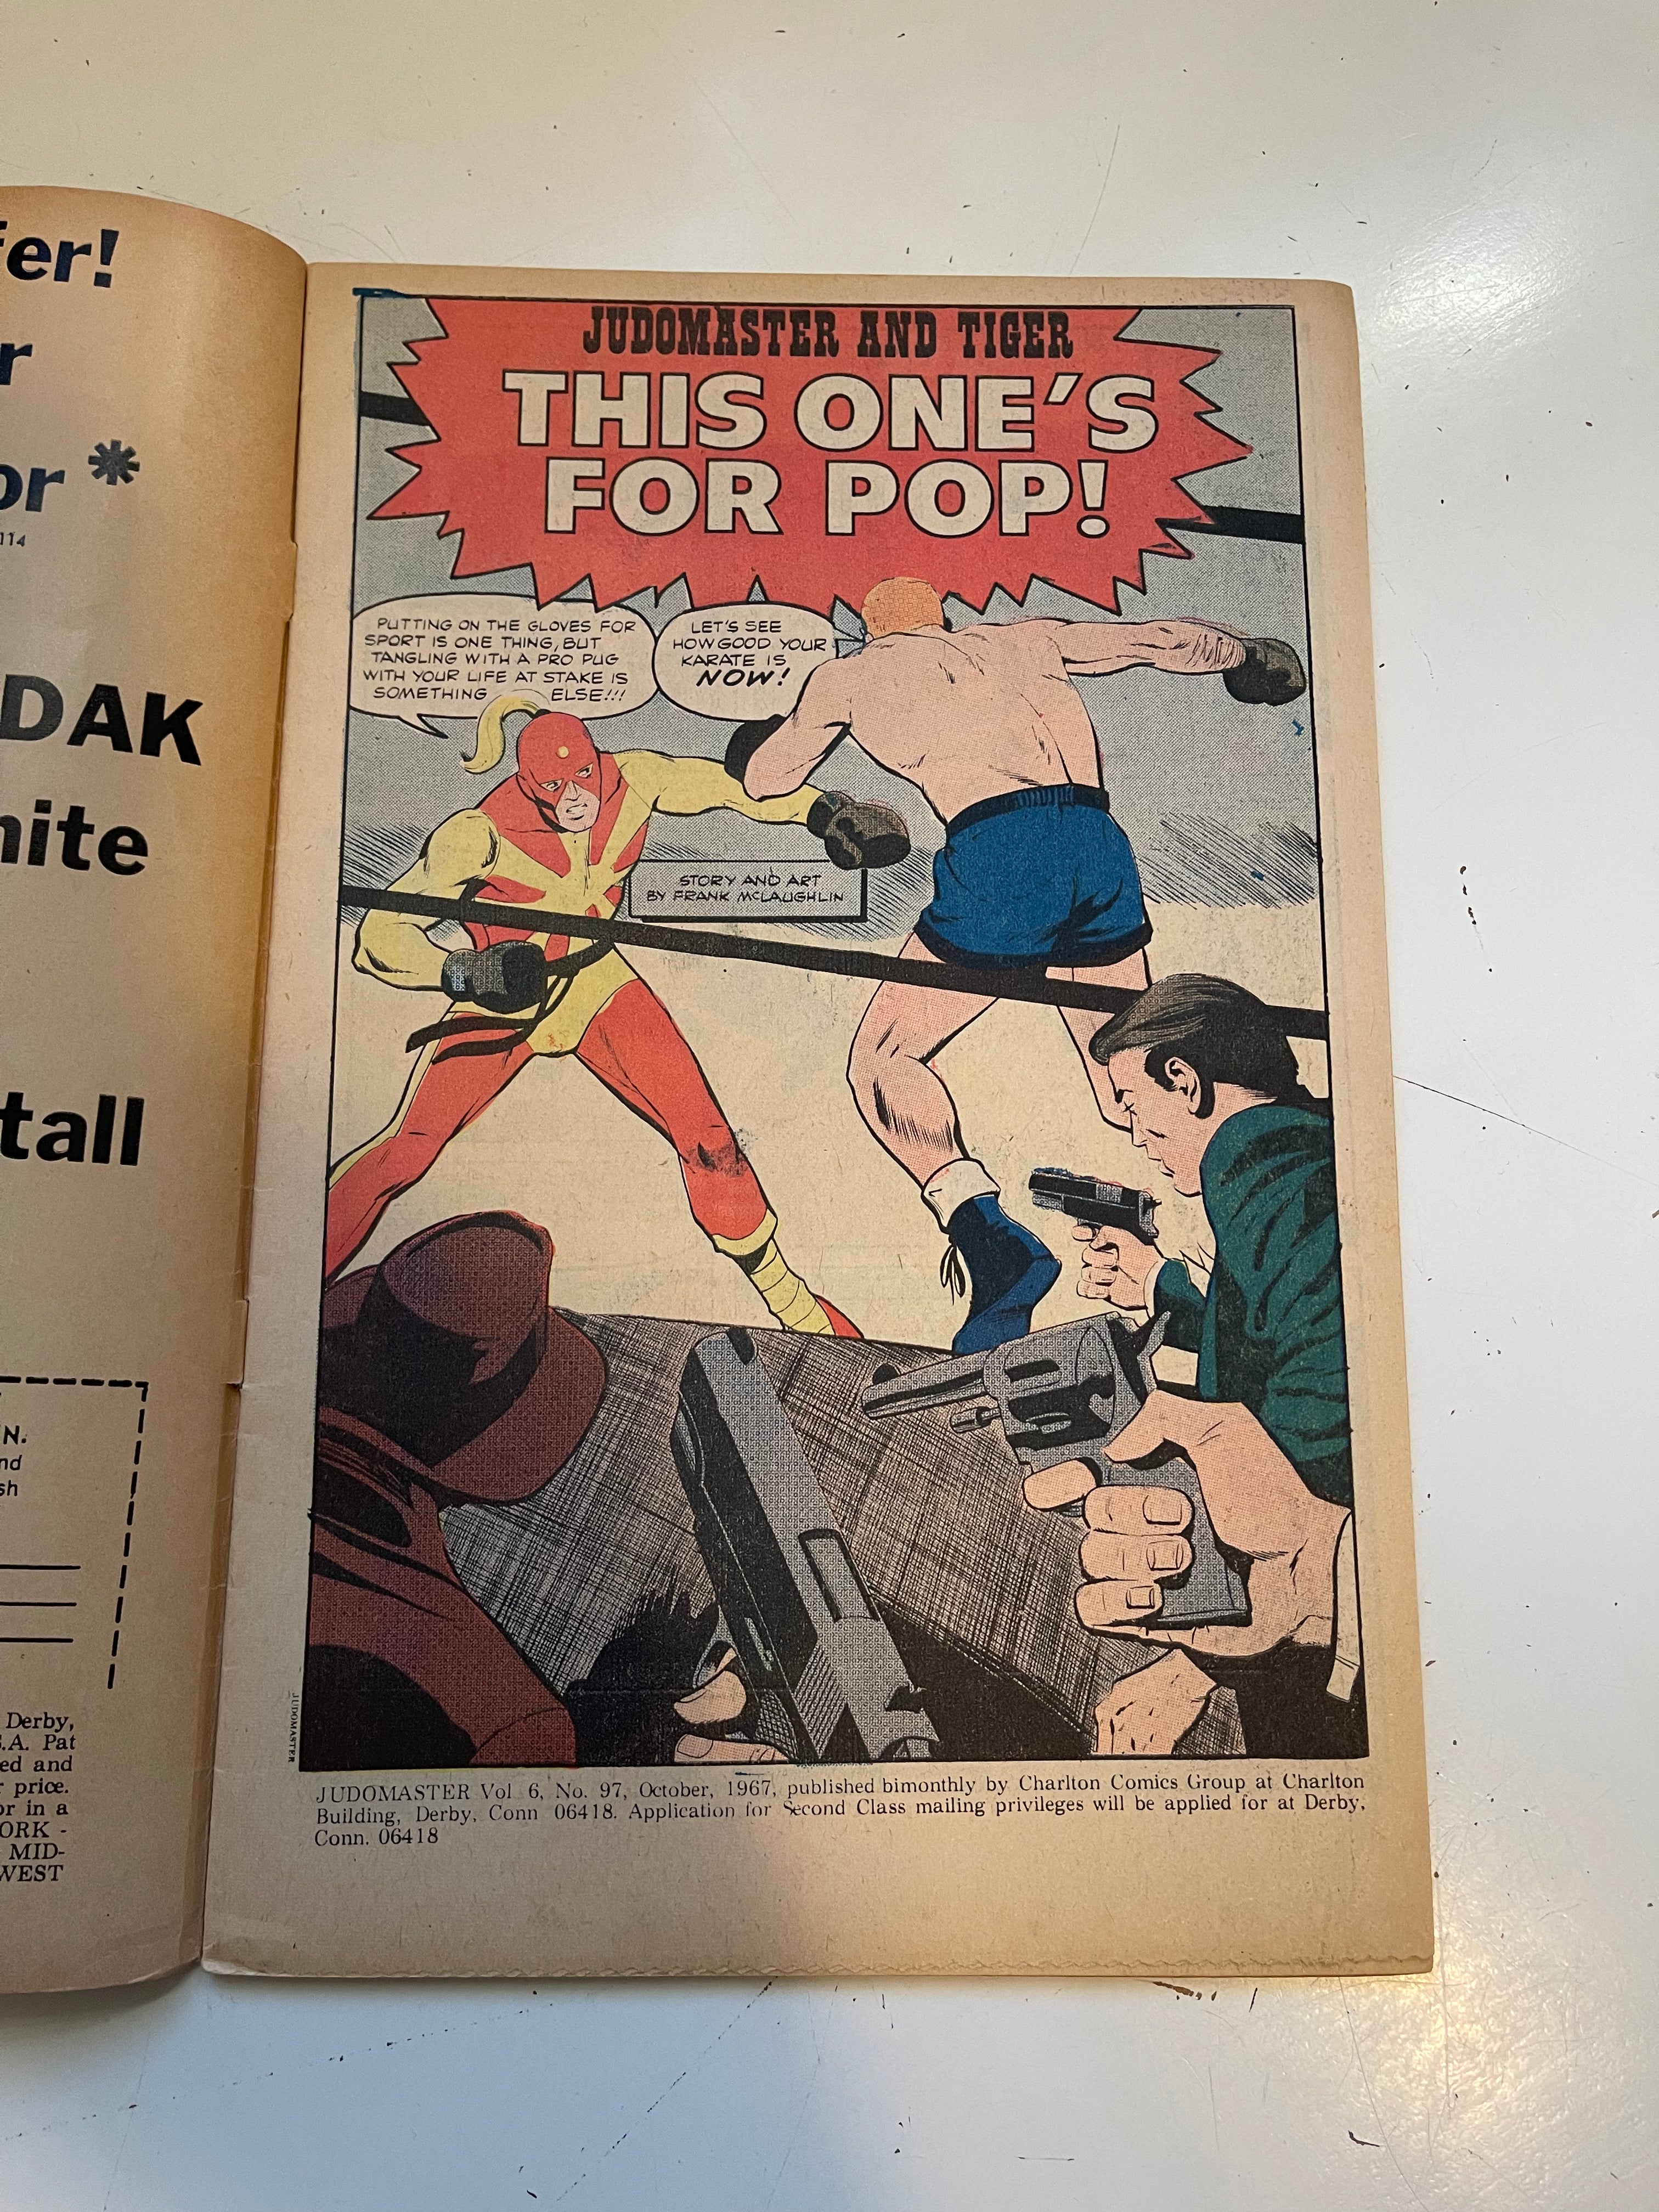 fer!
r
or *
114
DAK
hite
tall
N.
nd
sh
Derby,
S.A. Pat
ed and
r price.
or in a
ORK -
MID-
WEST
JUDOMASTER AND TIGER
THIS ONE'S
FOR POP!
PUTTING ON THE GLOVES FOR
SPORT IS ONE THING, BUT
TANGLING WITH A PRO PUG
WITH YOUR LIFE AT STAKE IS
SOMETHING ELSE!!!
LET'S SEE
HOW GOOD YOUR
KARATE IS
NOW!
STORY AND ART
BY FRANK McLAUGHLIN
JUDOMASTER
JUDOMASTER Vol 6, No. 97, October, 1967, published bimonthly by Charlton Comics Group at Charlton
Building, Derby, Conn 06418. Application for Second Class mailing privileges will be applied for at Derby,
Conn. 06418